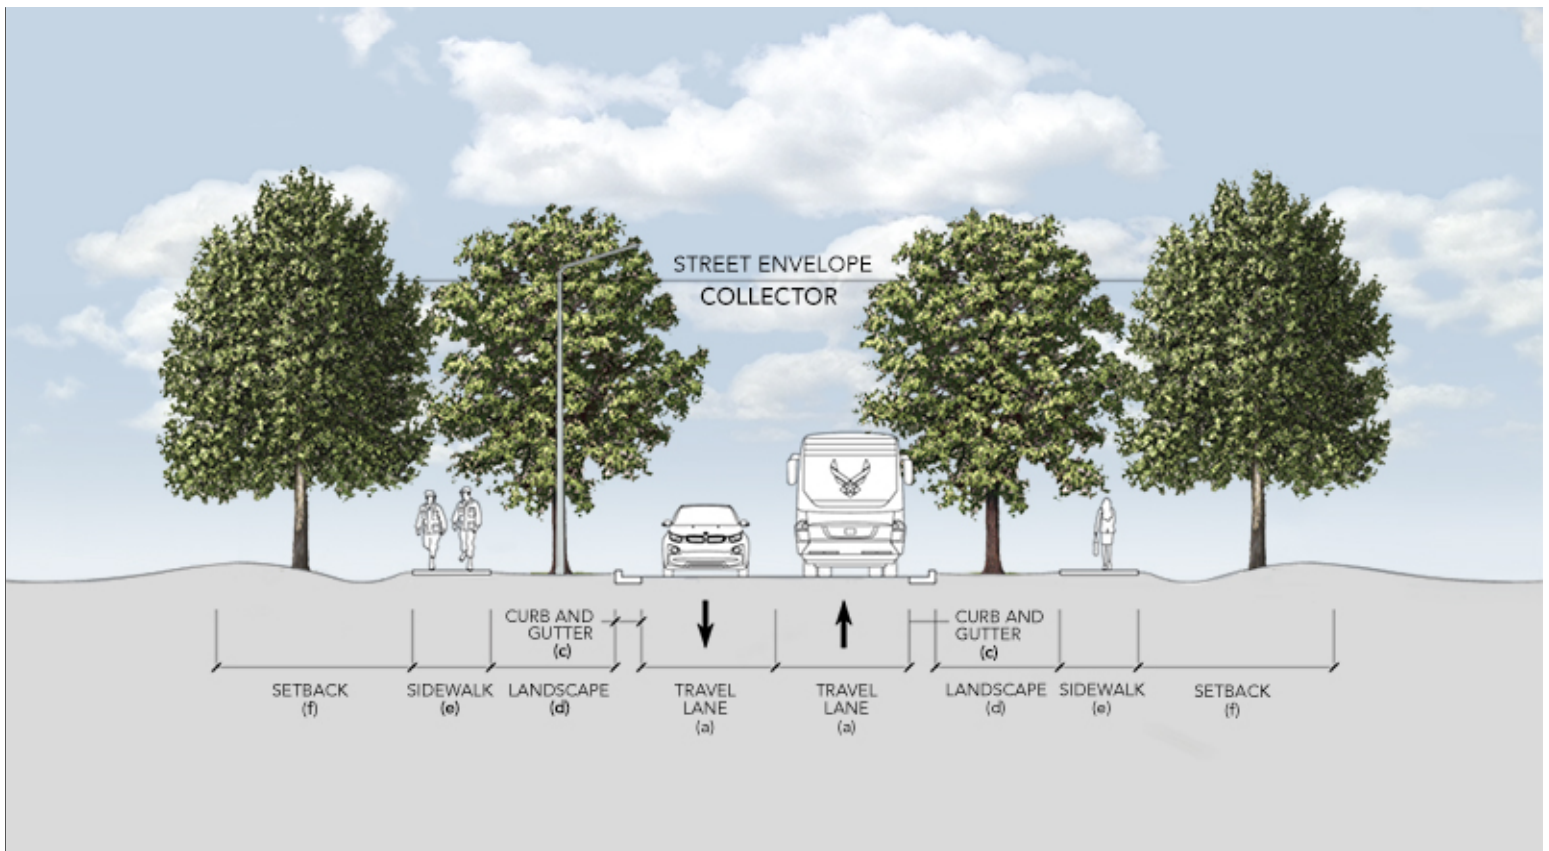 STREET ENVELOPE
COLLECTOR
CURB AND
GUTTER
(c)
CURB AND
GUTTER
(c)
SETBACK
(f)
SIDEWALK
(e)
LANDSCAPE
(d)
TRAVEL
LANE
(a)
TRAVEL
LANE
(a)
LANDSCAPE
(d)
SIDEWALK
(e)
SETBACK
(f)